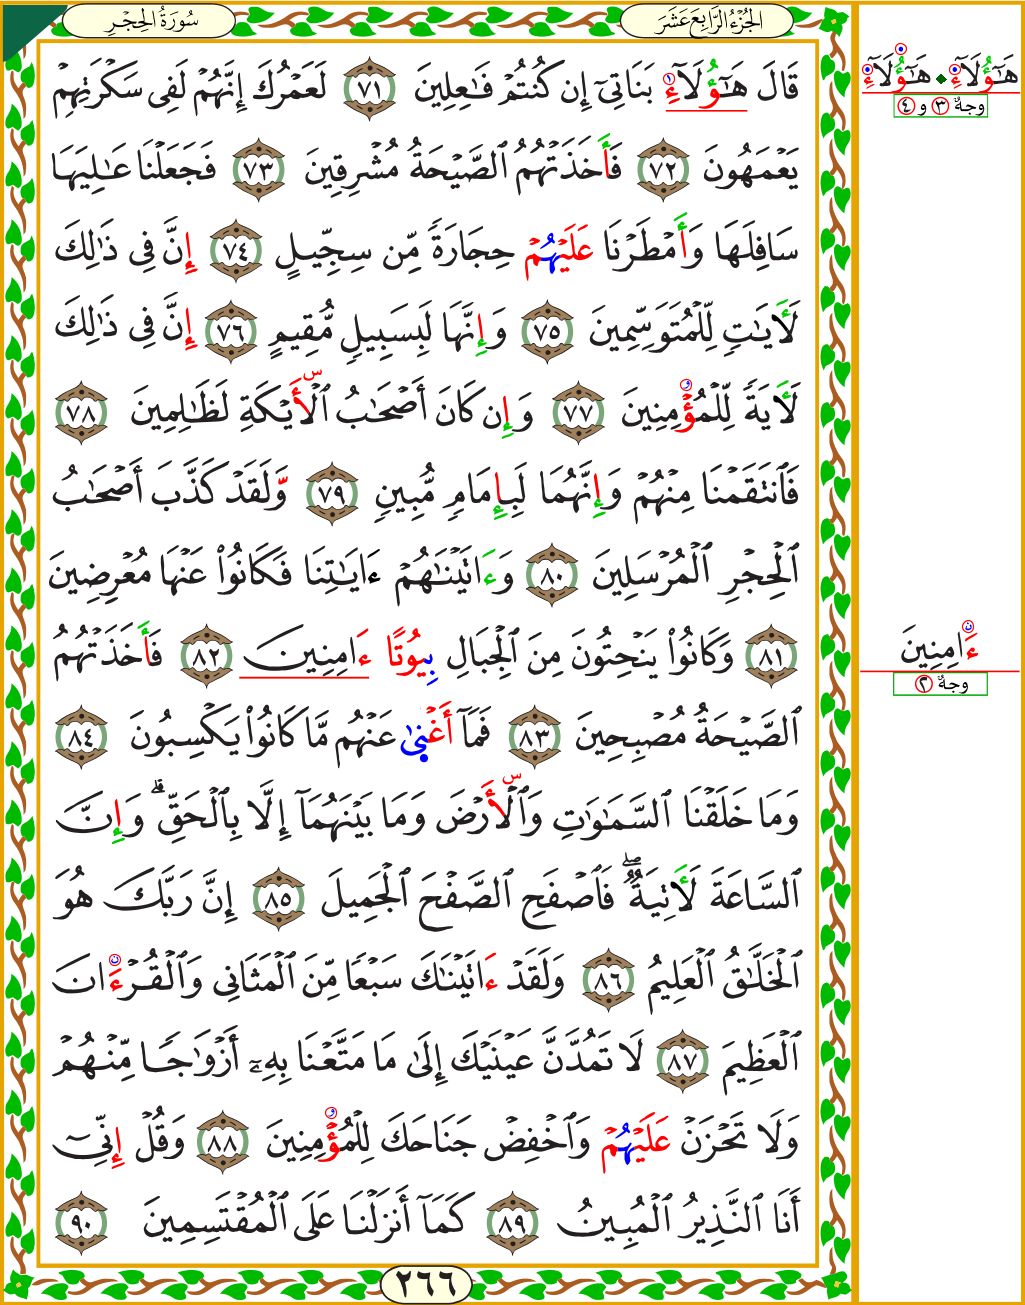 الجُزْءُ الرَّابِعَ عَشَرَ
سُورَةُ الحِجْرِ
قَالَ هَـٰٓؤُلَآءِ بَنَاتِىٓ إِن كُنتُمْ فَـٰعِلِينَ ٧١ لَعَمْرُكَ إِنَّهُمْ لَفِى سَكْرَتِهِمْ
يَعْمَهُونَ ٧٢ فَأَخَذَتْهُمُ ٱلصَّيْحَةُ مُشْرِقِينَ ٧٣ فَجَعَلْنَا عَـٰلِيَهَا
سَافِلَهَا وَأَمْطَرْنَا عَلَيْهُمْ حِجَارَةً مِّن سِجِّيلٍ ٧٤ إِنَّ فِى ذَٰلِكَ
لَأٓيَـٰتٍ لِّلْمُتَوَسِّمِينَ ٧٥ وَإِنَّهَا لَبِسَبِيلٍ مُّقِيمٍ ٧٦ إِنَّ فِى ذَٰلِكَ
لَأٓيَةً لِّلْمُؤْمِنِينَ ٧٧ وَإِن كَانَ أَصْحَـٰبُ ٱلْأَيْكَةِ لَظَـٰلِمِينَ ٧٨
فَٱنتَقَمْنَا مِنْهُمْ وَإِنَّهُمَا لَبِإِمَامٍ مُّبِينٍ ٧٩ وَّلَقَدْ كَذَّبَ أَصْحَـٰبُ
ٱلْحِجْرِ ٱلْمُرْسَلِينَ ٨٠ وَءَاتَيْنَـٰهُمْ ءَايَـٰتِنَا فَكَانُوا۟ عَنْهَا مُعْرِضِينَ
٨١ وَكَانُوا۟ يَنْحِتُونَ مِنَ ٱلْجِبَالِ بِيُوتًا ءَامِنِينَ ٨٢ فَأَخَذَتْهُمُ
ٱلصَّيْحَةُ مُصْبِحِينَ ٨٣ فَمَآ أَغْنَىٰ عَنْهُم مَّا كَانُوا۟ يَكْسِبُونَ ٨٤
وَمَا خَلَقْنَا ٱلسَّمَـٰوَٰتِ وَٱلْأَرْضَ وَمَا بَيْنَهُمَآ إِلَّا بِٱلْحَقِّ ۗ وَإِنَّ
ٱلسَّاعَةَ لَأٓتِيَةٌ ۖ فَٱصْفَحِ ٱلصَّفْحَ ٱلْجَمِيلَ ٨٥ إِنَّ رَبَّكَ هُوَ
ٱلْخَلَّـٰقُ ٱلْعَلِيمُ ٨٦ وَلَقَدْ ءَاتَيْنَـٰكَ سَبْعًا مِّنَ ٱلْمَثَانِى وَٱلْقُرْءَانَ
ٱلْعَظِيمَ ٨٧ لَا تَمُدَّنَّ عَيْنَيْكَ إِلَىٰ مَا مَتَّعْنَا بِهِۦٓ أَزْوَٰجًا مِّنْهُمْ
وَلَا تَحْزَنْ عَلَيْهُمْ وَٱخْفِضْ جَنَاحَكَ لِلْمُؤْمِنِينَ ٨٨ وَقُلْ إِنِّىٓ
أَنَا ٱلنَّذِيرُ ٱلْمُبِينُ ٨٩ كَمَآ أَنزَلْنَا عَلَى ٱلْمُقْتَسِمِينَ ٩٠
٢٦٦
هَـٰٓؤُلَآءِ • هَـٰٓؤُلَآءِ
وجهٌ ٣ و ٤
ءَامِنِينَ
وجهٌ ٢